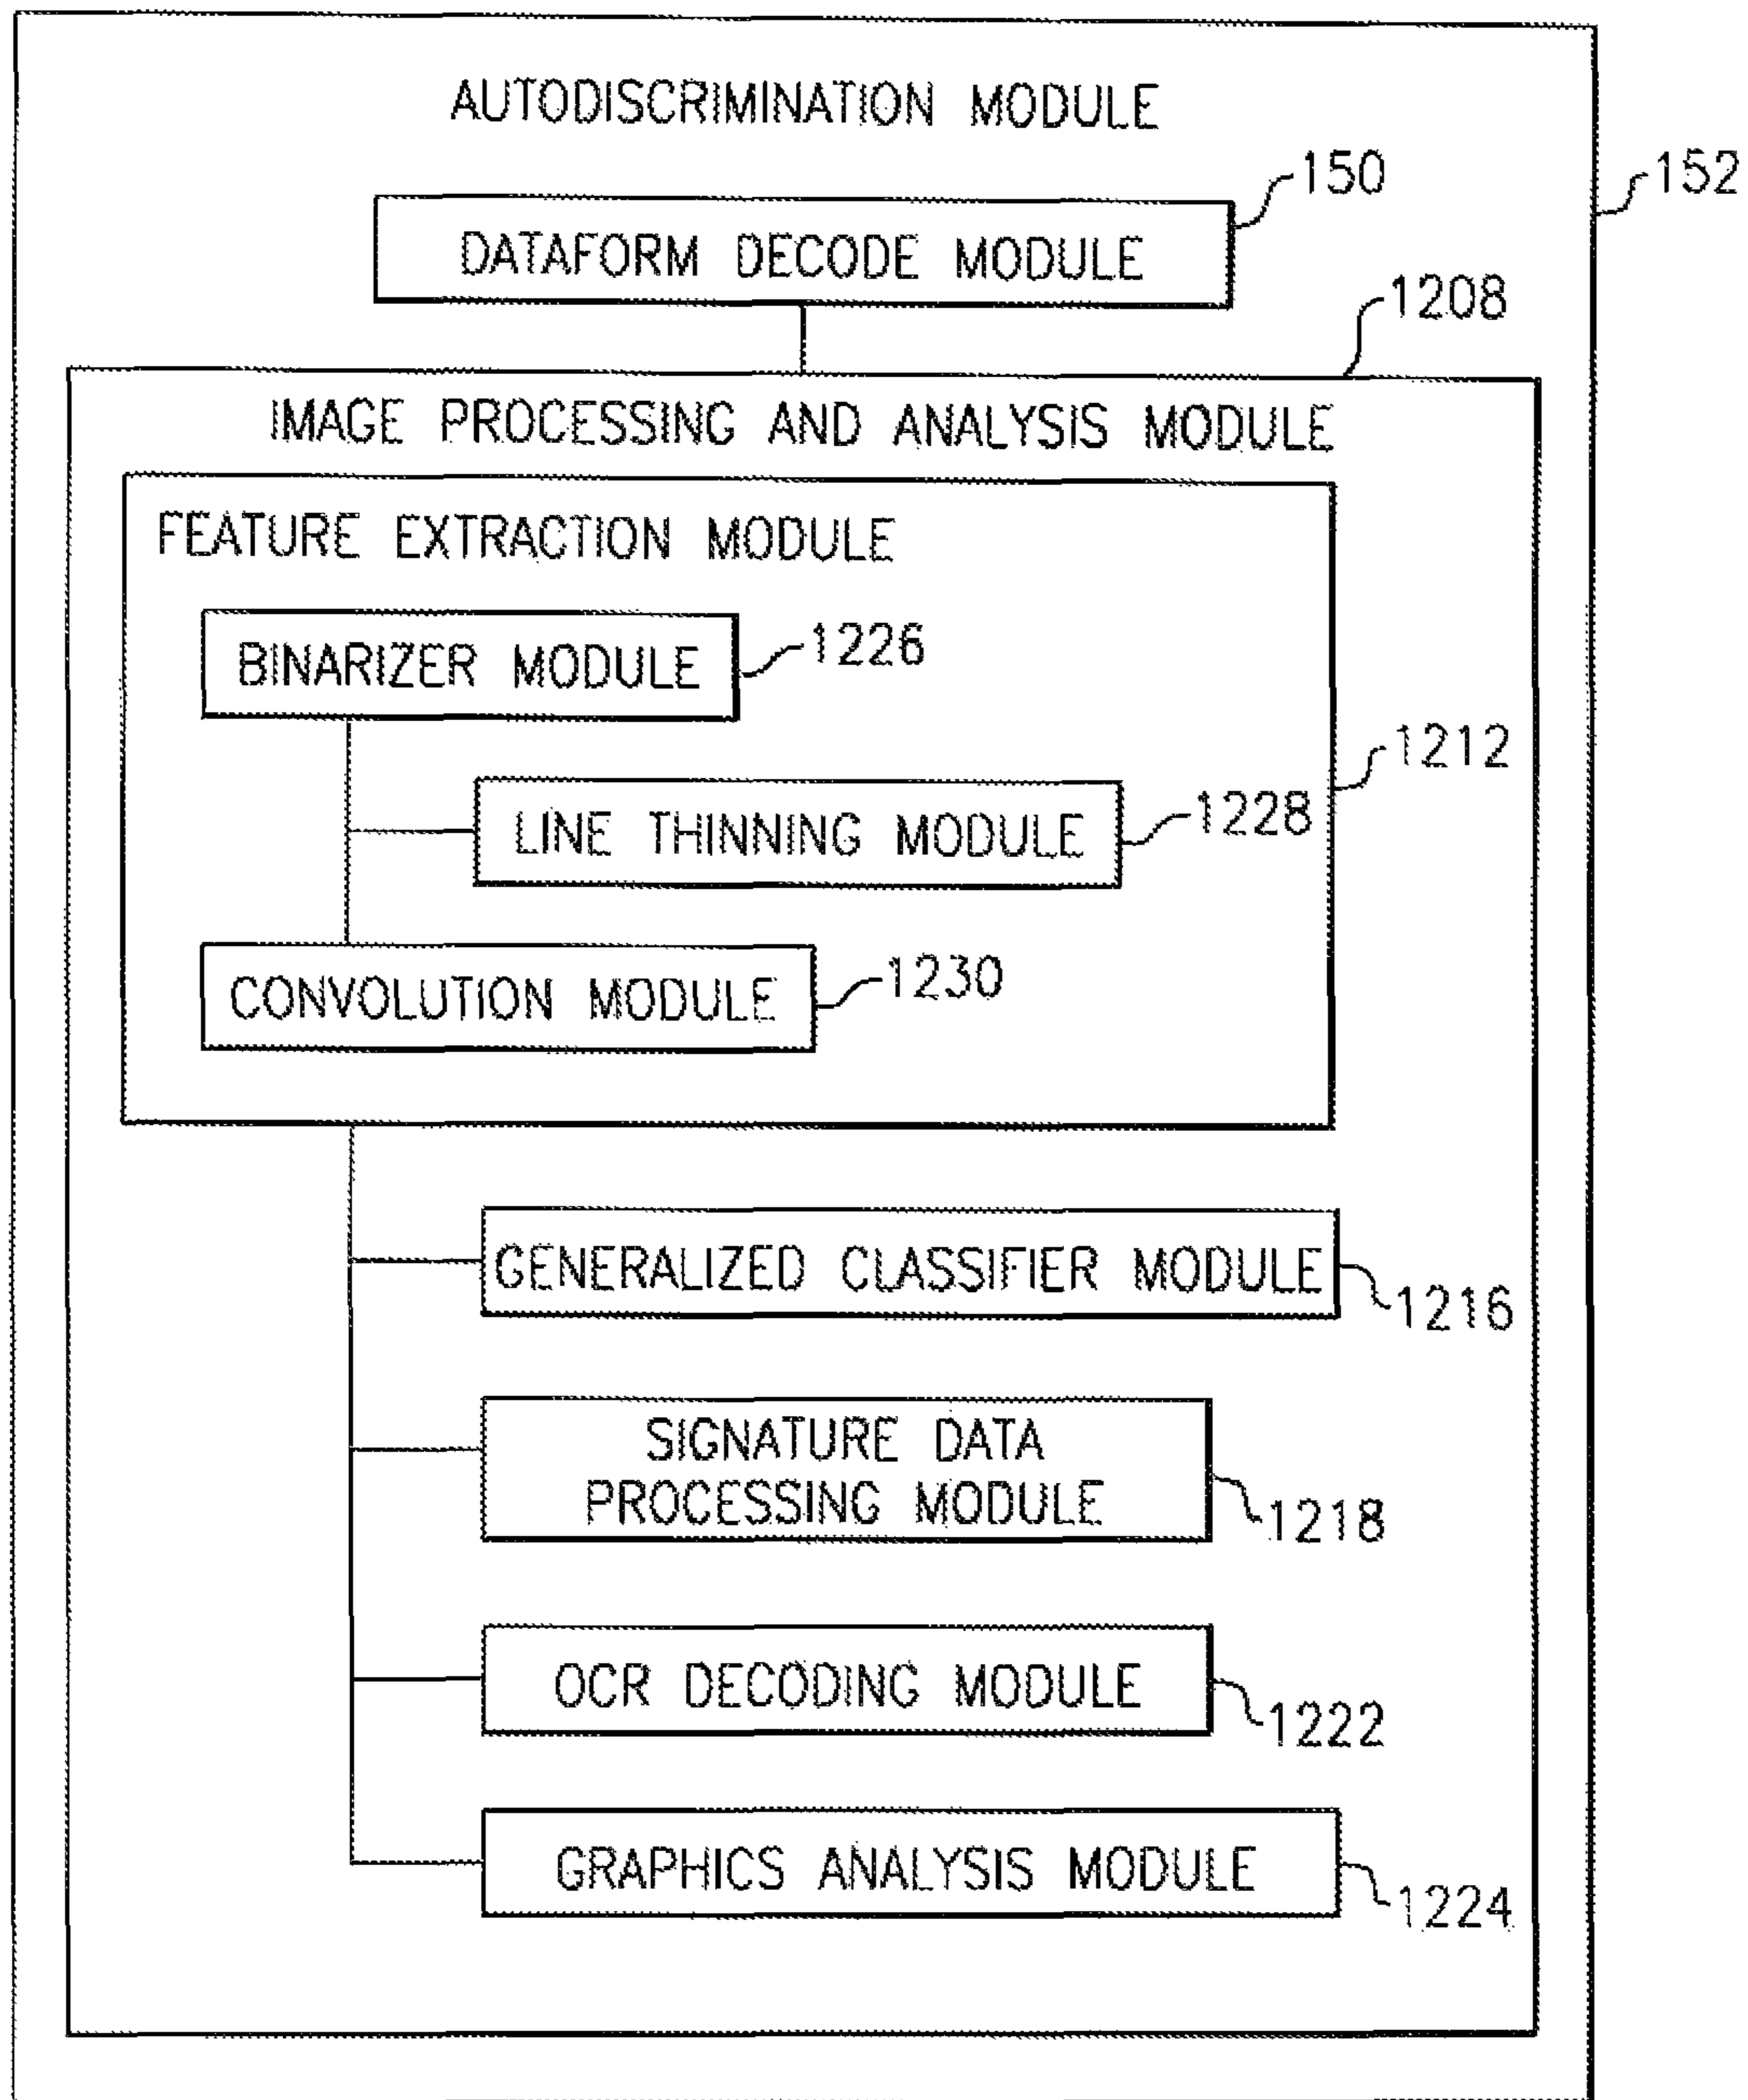 AUTODISCRIMINATION MODULE
150
152
DATAFORM DECODE MODULE
1208
IMAGE PROCESSING AND ANALYSIS MODULE
FEATURE EXTRACTION MODULE
BINARIZER MODULE
1226
1212
LINE THINNING MODULE
1228
CONVOLUTION MODULE
1230
GENERALIZED CLASSIFIER MODULE
1216
SIGNATURE DATA
PROCESSING MODULE
1218
OCR DECODING MODULE
1222
GRAPHICS ANALYSIS MODULE
1224